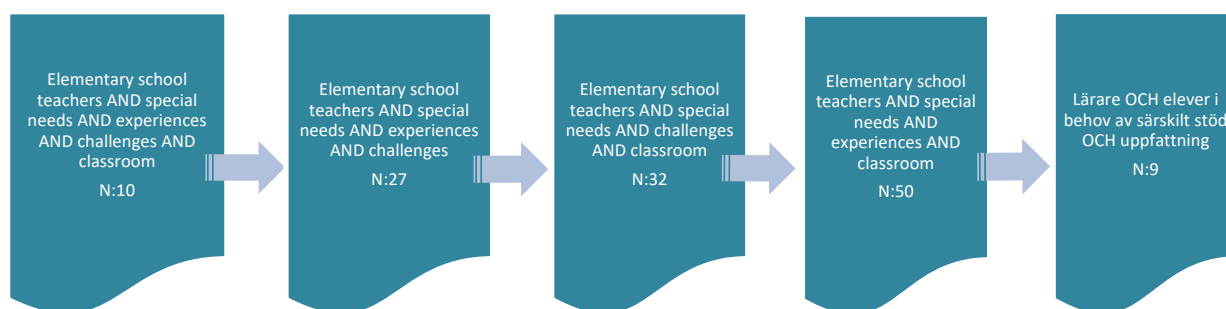 Elementary school
teachers AND special
needs AND experiences
AND challenges AND
classroom
N:10
Elementary school
teachers AND special
needs AND experiences
AND challenges
N:27
Elementary school
teachers AND special
needs AND challenges
AND classroom
N:32
Elementary school
teachers AND special
needs AND
experiences AND
classroom
N:50
Lärare OCH elever i
behov av särskilt stöd
OCH uppfattning
N:9